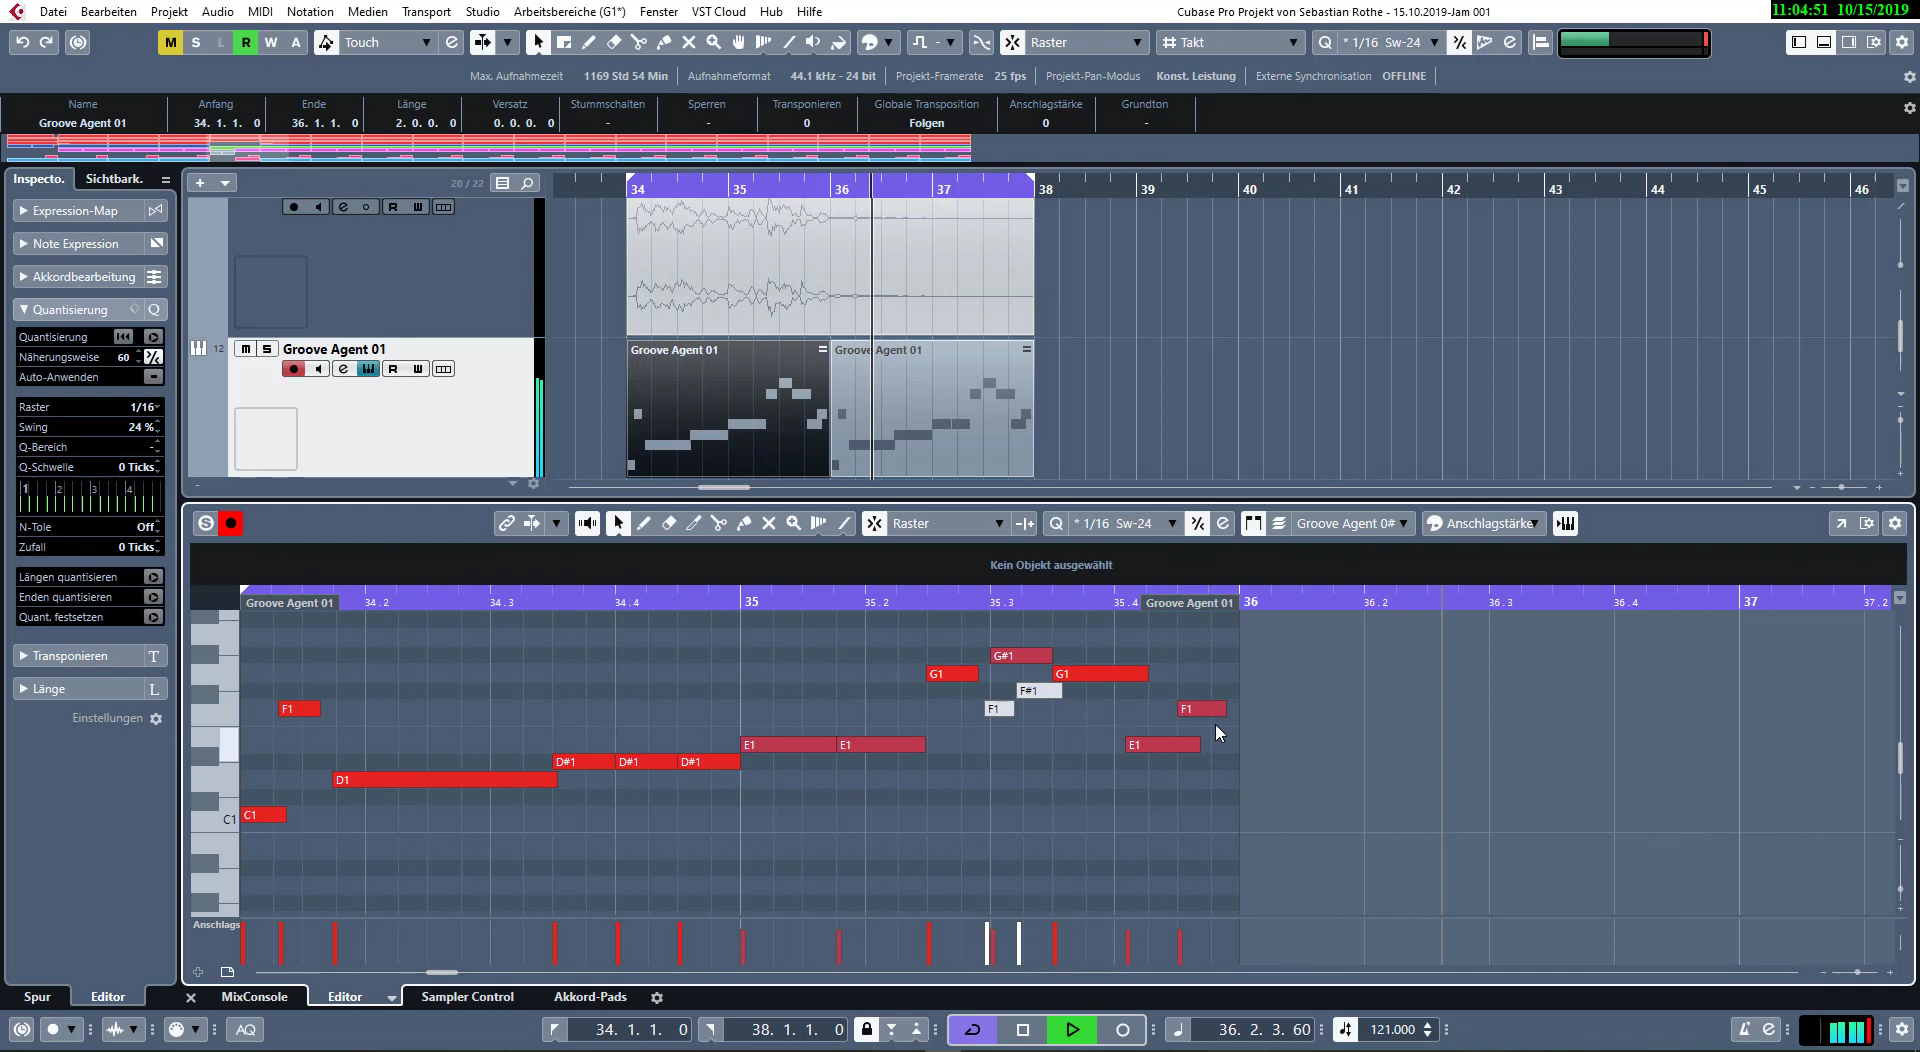 Datei Bearbeiten Projekt Audio MIDI Notation Medien Transport Studio Arbeitsbereiche (G1*) Fenster VST Cloud Hub Hilfe Cubase Pro Projekt von Sebastian Rothe - 15.10.2019-Jam 001 11:04:51 10/15/2019
M S L R W A Touch Raster Takt Q * 1/16 Sw-24
Max. Aufnahmezeit 1169 Std 54 Min Aufnahmeformat 44.1 kHz - 24 bit Projekt-Framerate 25 fps Projekt-Pan-Modus Konst. Leistung Externe Synchronisation OFFLINE
Name Anfang Ende Länge Versatz Stummschalten Sperren Transponieren Globale Transposition Anschlagstärke Grundton
Groove Agent 01 34. 1. 1. 0 36. 1. 1. 0 2. 0. 0. 0 0. 0. 0. 0 - - 0 Folgen 0 -
Inspecto. Sichtbark. 20 / 22 34 35 36 37 38 39 40 41 42 43 44 45 46
Expression-Map
R W
Note Expression
Akkordbearbeitung
Quantisierung Q
Quantisierung
Näherungsweise 60
Auto-Anwenden
12 M S Groove Agent 01 Groove Agent 01 Groove Agent 01
R W
Raster 1/16
Swing 24 %
Q-Bereich -
Q-Schwelle 0 Ticks
1 2 3 4
N-Tole Off
Zufall 0 Ticks
S Raster Q * 1/16 Sw-24 Groove Agent 0# Anschlagstärke
Längen quantisieren
Enden quantisieren
Quant. festsetzen
Kein Objekt ausgewählt
Groove Agent 01 34.2 34.3 34.4 35 35.2 35.3 35.4 Groove Agent 01 36 36.2 36.3 36.4 37 37.2
Transponieren T
Länge L
Einstellungen
G#1
G1 G1
F#1
F1 F1 F1
E1 E1 E1
D#1 D#1 D#1
D1
C1 C1
Anschlags
Spur Editor MixConsole Editor Sampler Control Akkord-Pads
AQ 34. 1. 1. 0 38. 1. 1. 0 36. 2. 3. 60 121.000